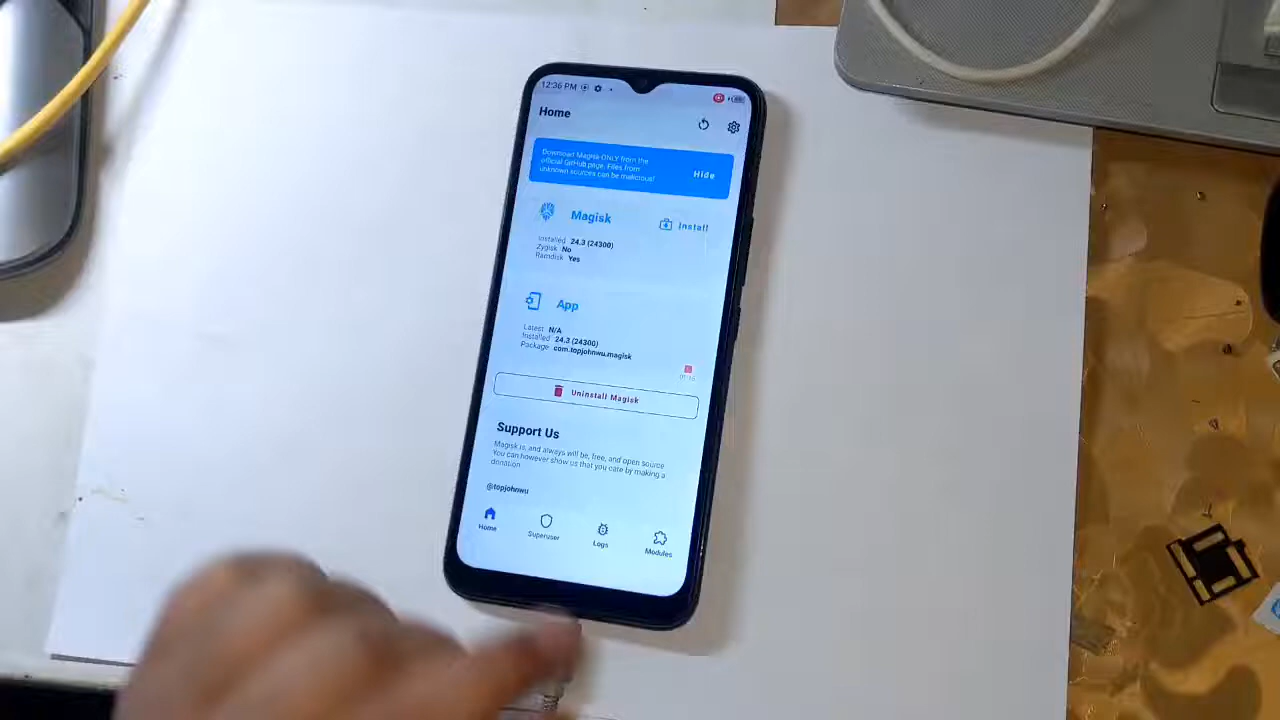 12:36 PM
Home
Download Magisk ONLY from the
official GitHub page. Files from
unknown sources can be malicious!
Hide
Magisk
Install
Installed 24.3 (24300)
Zygisk No
Ramdisk Yes
App
Latest N/A
Installed 24.3 (24300)
Package com.topjohnwu.magisk
Uninstall Magisk
Support Us
Magisk is, and always will be, free, and open source.
You can however show us that you care by making a
donation.
@topjohnwu
Home
Superuser
Logs
Modules